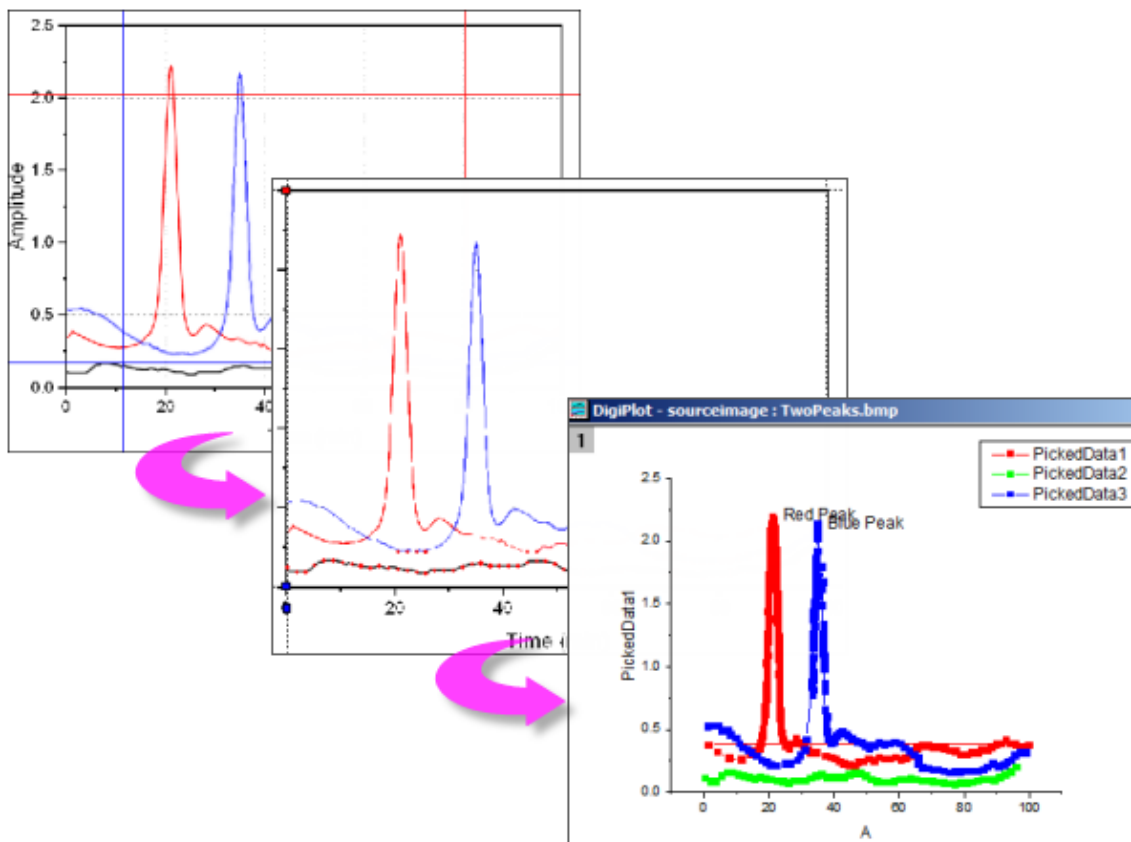 2.5
2.0
1.5
1.0
0.5
0.0
Amplitude
0
20
40
20
40
Time (
DigiPlot - sourceimage : TwoPeaks.bmp
1
PickedData1
PickedData2
PickedData3
Red Peak
Blue Peak
2.5
2.0
1.5
1.0
0.5
0.0
PickedData1
0 20 40 60 80 100
A